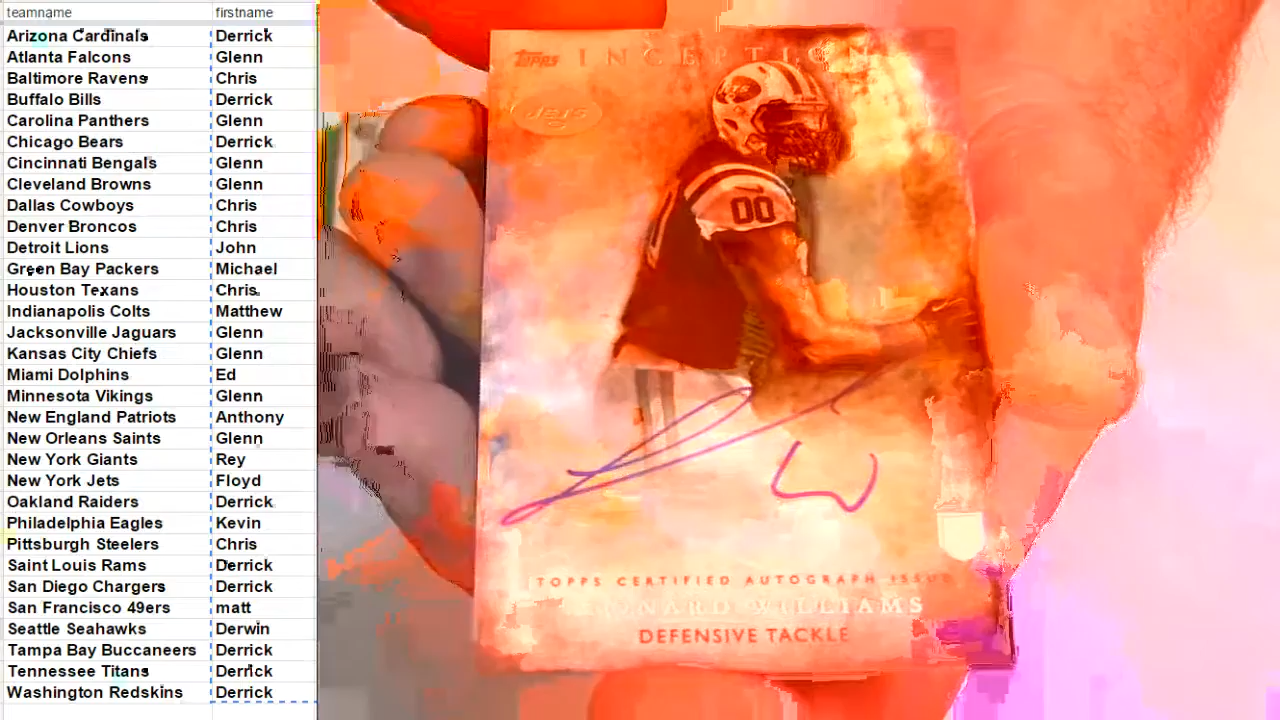 teamname firstname
Arizona Cardinals Derrick
Atlanta Falcons Glenn
Baltimore Ravens Chris
Buffalo Bills Derrick
Carolina Panthers Glenn
Chicago Bears Derrick
Cincinnati Bengals Glenn
Cleveland Browns Glenn
Dallas Cowboys Chris
Denver Broncos Chris
Detroit Lions John
Green Bay Packers Michael
Houston Texans Chris
Indianapolis Colts Matthew
Jacksonville Jaguars Glenn
Kansas City Chiefs Glenn
Miami Dolphins Ed
Minnesota Vikings Glenn
New England Patriots Anthony
New Orleans Saints Glenn
New York Giants Rey
New York Jets Floyd
Oakland Raiders Derrick
Philadelphia Eagles Kevin
Pittsburgh Steelers Chris
Saint Louis Rams Derrick
San Diego Chargers Derrick
San Francisco 49ers matt
Seattle Seahawks Derwin
Tampa Bay Buccaneers Derrick
Tennessee Titans Derrick
Washington Redskins Derrick
Topps INCEPTION
JETS
00
TOPPS CERTIFIED AUTOGRAPH ISSUE
WILLIAMS
DEFENSIVE TACKLE